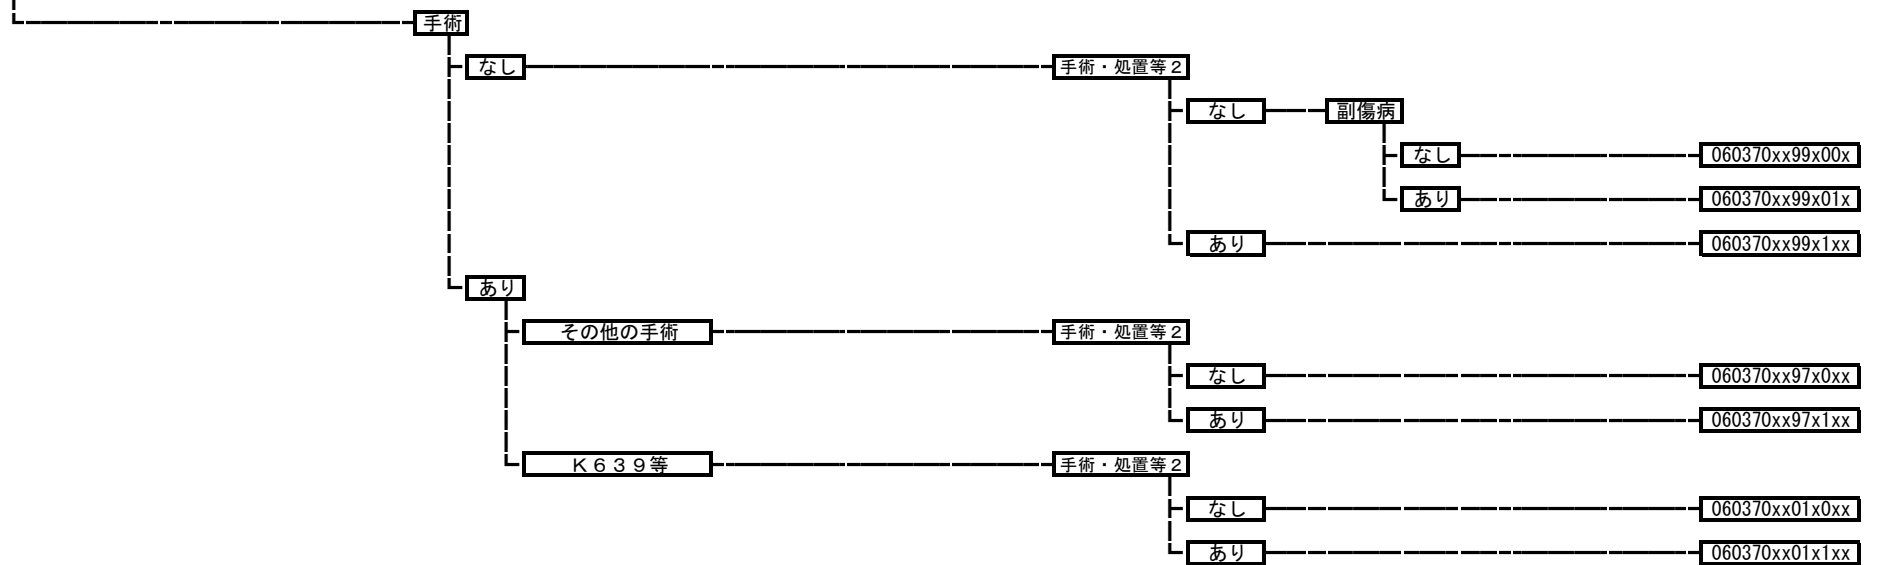 手術
なし 手術・処置等２
なし 副傷病
なし 060370xx99x00x
あり 060370xx99x01x
あり 060370xx99x1xx
あり
その他の手術 手術・処置等２
なし 060370xx97x0xx
あり 060370xx97x1xx
Ｋ６３９等 手術・処置等２
なし 060370xx01x0xx
あり 060370xx01x1xx